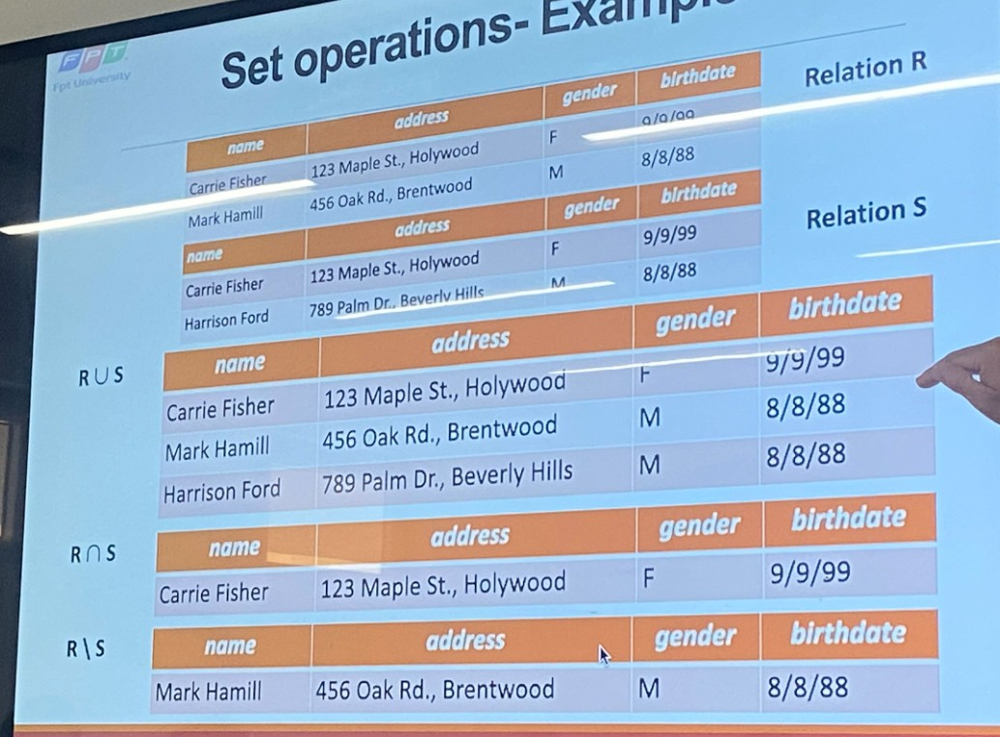 FPT
Fpt University
Set operations- Example
Relation R
name address gender birthdate
Carrie Fisher 123 Maple St., Holywood F 9/9/99
Mark Hamill 456 Oak Rd., Brentwood M 8/8/88
Relation S
name address gender birthdate
Carrie Fisher 123 Maple St., Holywood F 9/9/99
Harrison Ford 789 Palm Dr., Beverly Hills M 8/8/88
R ∪ S
name address gender birthdate
Carrie Fisher 123 Maple St., Holywood F 9/9/99
Mark Hamill 456 Oak Rd., Brentwood M 8/8/88
Harrison Ford 789 Palm Dr., Beverly Hills M 8/8/88
R ∩ S
name address gender birthdate
Carrie Fisher 123 Maple St., Holywood F 9/9/99
R \ S
name address gender birthdate
Mark Hamill 456 Oak Rd., Brentwood M 8/8/88